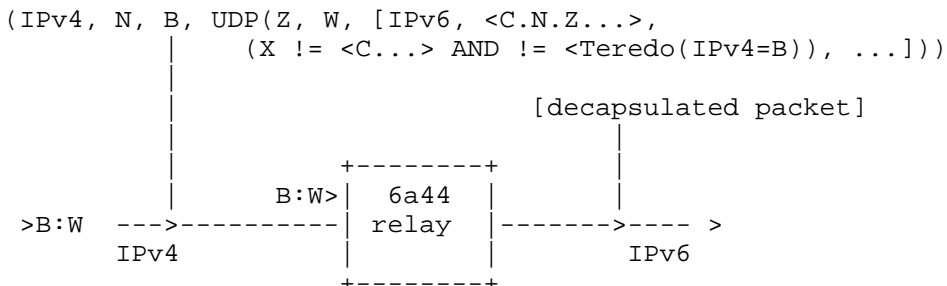 (IPv4, N, B, UDP(Z, W, [IPv6, <C.N.Z...>,
(X != <C...> AND != <Teredo(IPv4=B)), ...]))
[decapsulated packet]
B:W> 6a44
>B:W relay >
IPv4 IPv6